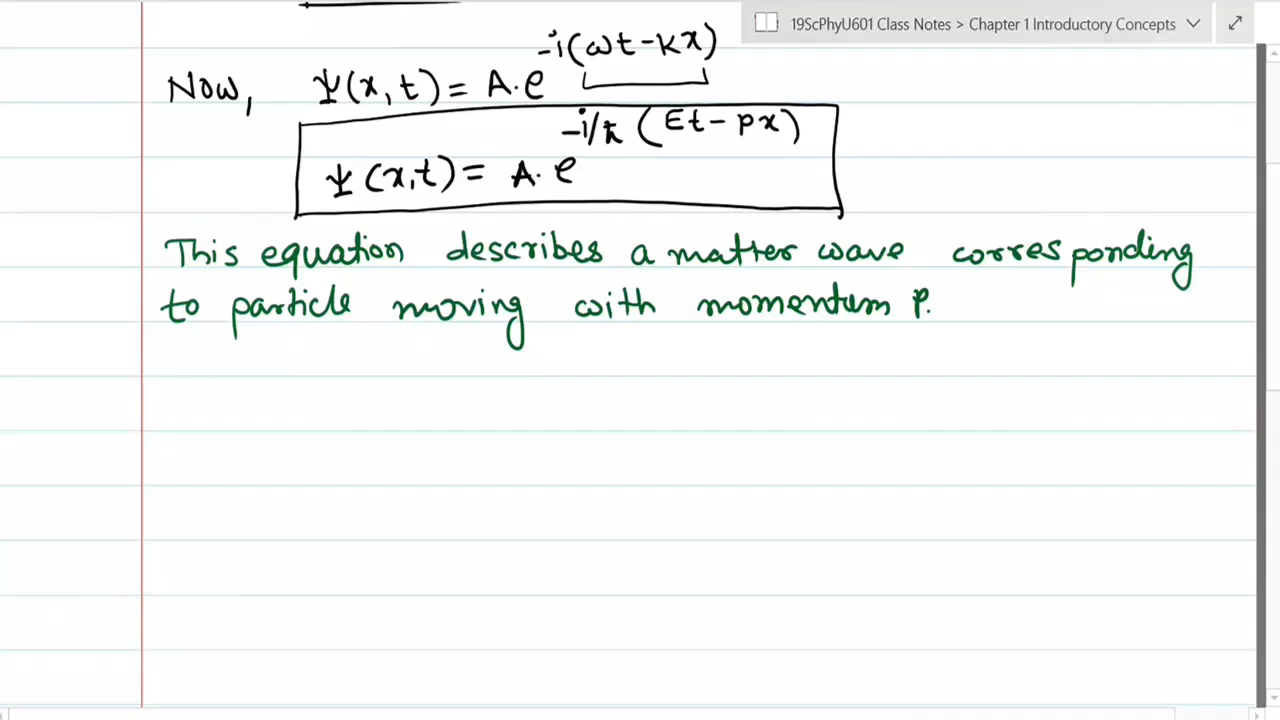 19ScPhyU601 Class Notes > Chapter 1 Introductory Concepts
Now, Ψ(x,t) = A·e^{-i(ωt-kx)}
Ψ(x,t) = A·e^{-i/ħ (Et-px)}
This equation describes a matter wave corresponding
to particle moving with momentum p.